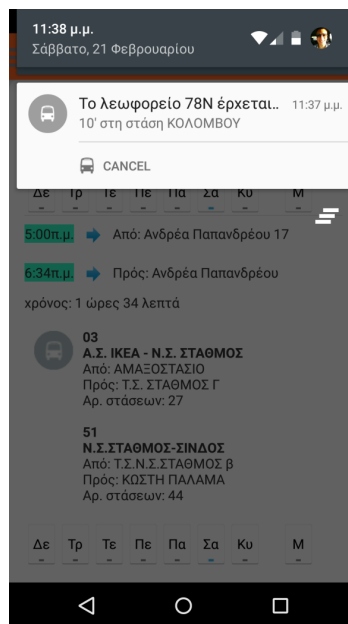 11:38 μ.μ.
Σάββατο, 21 Φεβρουαρίου
Το λεωφορείο 78N έρχεται.. 11:37 μ.μ.
10' στη στάση ΚΟΛΟΜΒΟΥ
CANCEL
Δε Τρ Τε Πε Πα Σα Κυ Μ
5:00π.μ. Από: Ανδρέα Παπανδρέου 17
6:34π.μ. Πρός: Ανδρέα Παπανδρέου
χρόνος: 1 ώρες 34 λεπτά
03
Α.Σ. ΙΚΕΑ - Ν.Σ. ΣΤΑΘΜΟΣ
Από: ΑΜΑΞΟΣΤΑΣΙΟ
Πρός: Τ.Σ. ΣΤΑΘΜΟΣ Γ
Αρ. στάσεων: 27
51
Ν.Σ.ΣΤΑΘΜΟΣ-ΣΙΝΔΟΣ
Από: Τ.Σ.Ν.Σ.ΣΤΑΘΜΟΣ β
Πρός: ΚΩΣΤΗ ΠΑΛΑΜΑ
Αρ. στάσεων: 44
Δε Τρ Τε Πε Πα Σα Κυ Μ